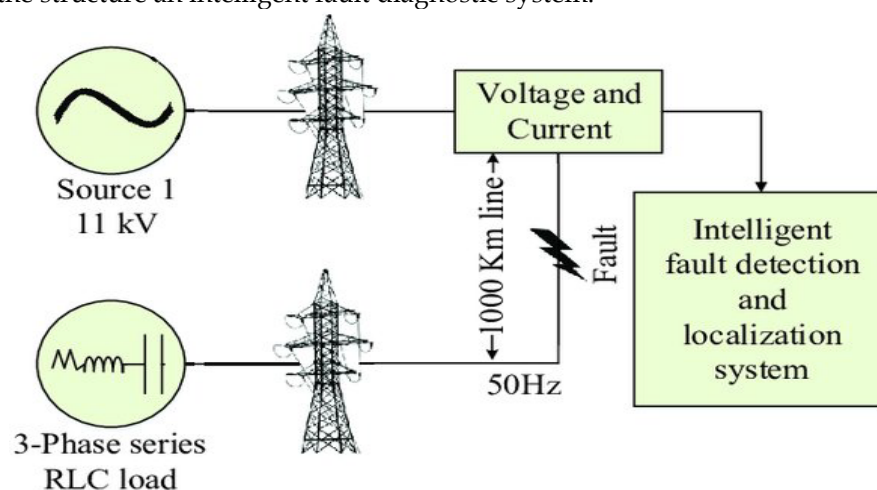 the structure an intelligent fault diagnostic system.
Source 1
11 kV
Voltage and
Current
1000 Km line
Fault
50Hz
Intelligent
fault detection
and
localization
system
3-Phase series
RLC load